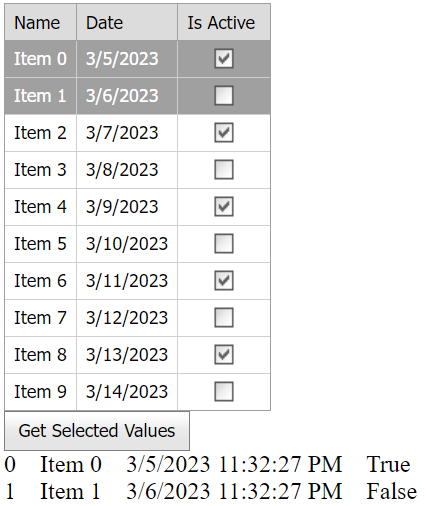 Name Date Is Active
Item 0 3/5/2023
Item 1 3/6/2023
Item 2 3/7/2023
Item 3 3/8/2023
Item 4 3/9/2023
Item 5 3/10/2023
Item 6 3/11/2023
Item 7 3/12/2023
Item 8 3/13/2023
Item 9 3/14/2023
Get Selected Values
0 Item 0 3/5/2023 11:32:27 PM True
1 Item 1 3/6/2023 11:32:27 PM False